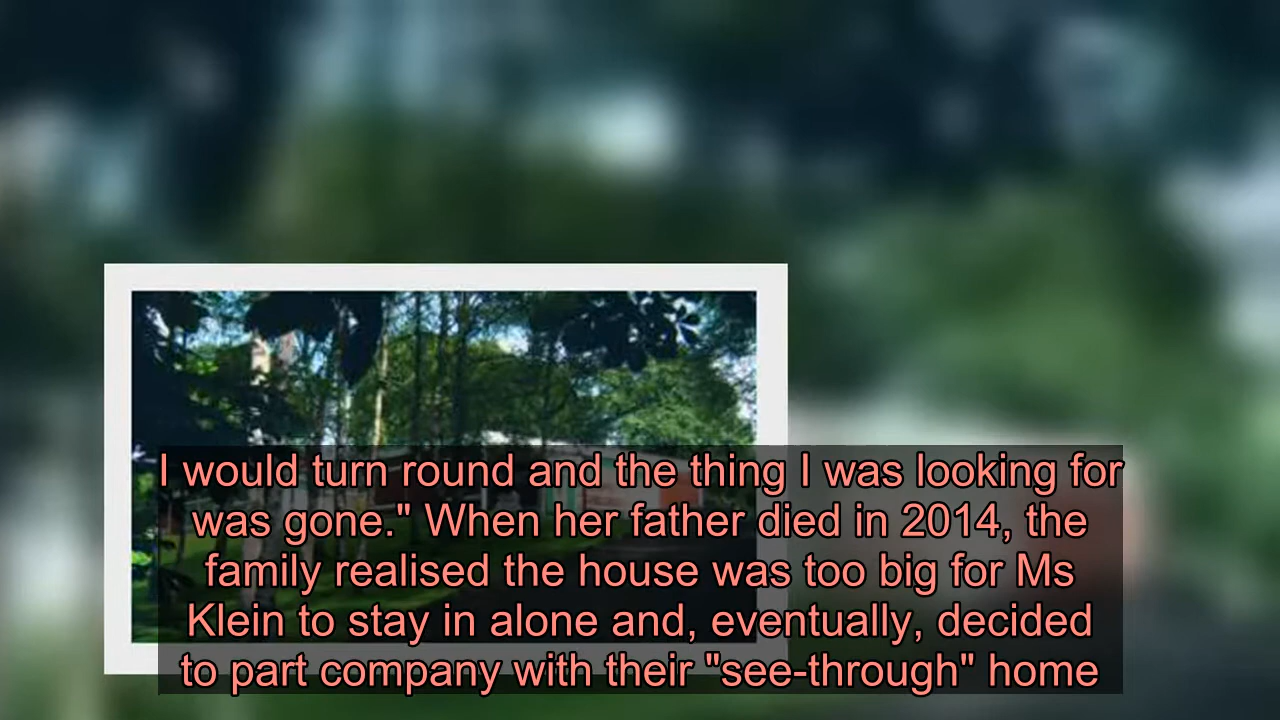 I would turn round and the thing I was looking for
was gone." When her father died in 2014, the
family realised the house was too big for Ms
Klein to stay in alone and, eventually, decided
to part company with their "see-through" home